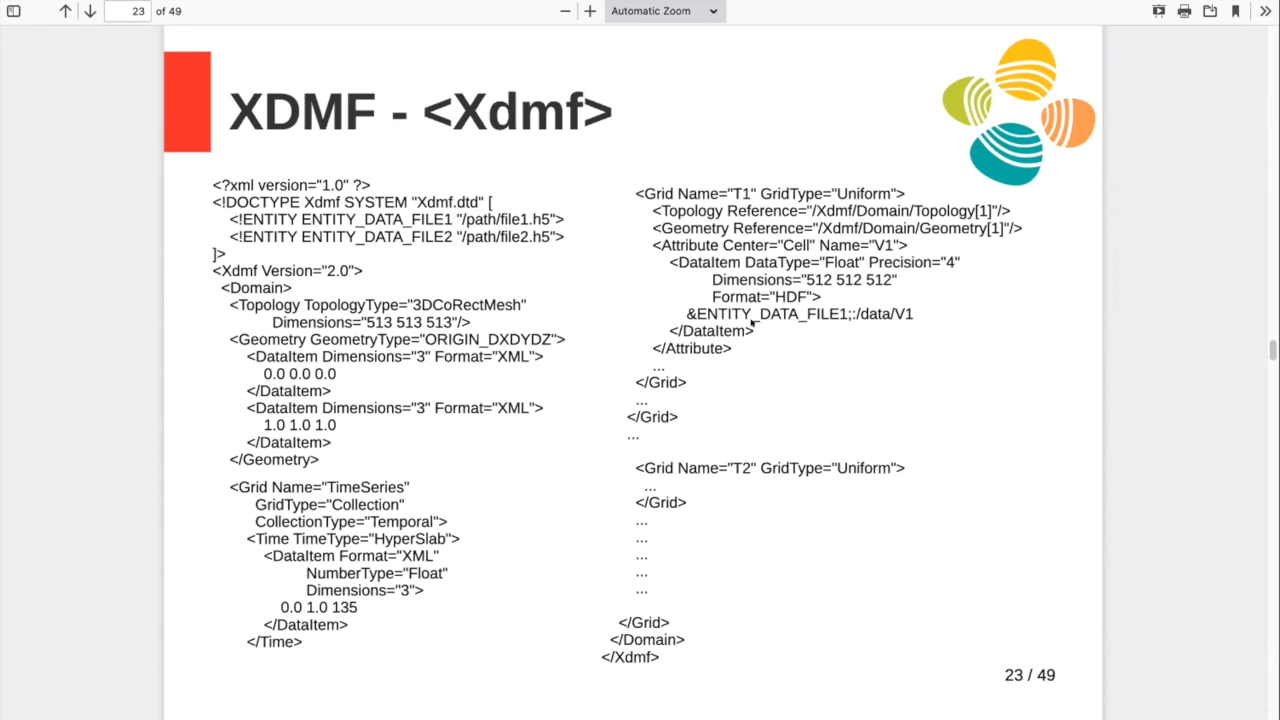 23 of 49
Automatic Zoom
XDMF - <Xdmf>
<?xml version="1.0" ?>
<!DOCTYPE Xdmf SYSTEM "Xdmf.dtd" [
<!ENTITY ENTITY_DATA_FILE1 "/path/file1.h5">
<!ENTITY ENTITY_DATA_FILE2 "/path/file2.h5">
]>
<Xdmf Version="2.0">
<Domain>
<Topology TopologyType="3DCoRectMesh"
Dimensions="513 513 513"/>
<Geometry GeometryType="ORIGIN_DXDYDZ">
<DataItem Dimensions="3" Format="XML">
0.0 0.0 0.0
</DataItem>
<DataItem Dimensions="3" Format="XML">
1.0 1.0 1.0
</DataItem>
</Geometry>
<Grid Name="TimeSeries"
GridType="Collection"
CollectionType="Temporal">
<Time TimeType="HyperSlab">
<DataItem Format="XML"
NumberType="Float"
Dimensions="3">
0.0 1.0 135
</DataItem>
</Time>
<Grid Name="T1" GridType="Uniform">
<Topology Reference="/Xdmf/Domain/Topology[1]"/>
<Geometry Reference="/Xdmf/Domain/Geometry[1]"/>
<Attribute Center="Cell" Name="V1">
<DataItem DataType="Float" Precision="4"
Dimensions="512 512 512"
Format="HDF">
&ENTITY_DATA_FILE1;:/data/V1
</DataItem>
</Attribute>
...
</Grid>
...
</Grid>
...
<Grid Name="T2" GridType="Uniform">
...
</Grid>
...
...
...
...
...
</Grid>
</Domain>
</Xdmf>
23 / 49